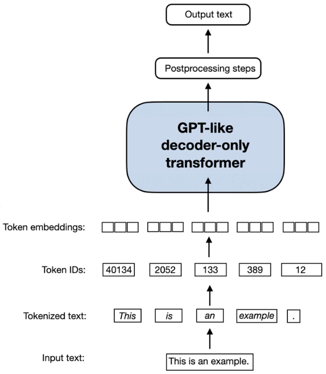 Output text
Postprocessing steps
GPT-like
decoder-only
transformer
Token embeddings:
Token IDs: 40134 2052 133 389 12
Tokenized text: This is an example .
Input text: This is an example.